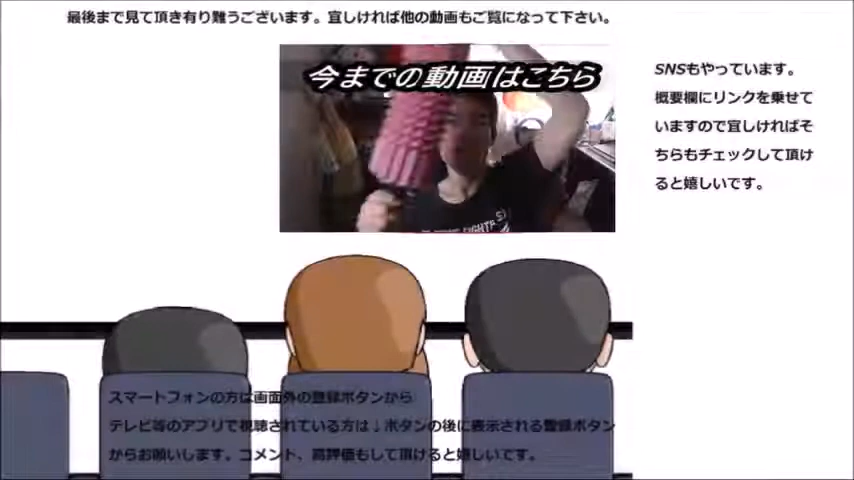 最後まで見て頂き有り難うございます。宜しければ他の動画もご覧になって下さい。
今までの動画はこちら
SNSもやっています。
概要欄にリンクを乗せて
いますので宜しければそ
ちらもチェックして頂け
ると嬉しいです。
スマートフォンの方は画面外の登録ボタンから
テレビ等のアプリで視聴されている方は↓ボタンの後に表示される登録ボタン
からお願いします。コメント、高評価もして頂けると嬉しいです。